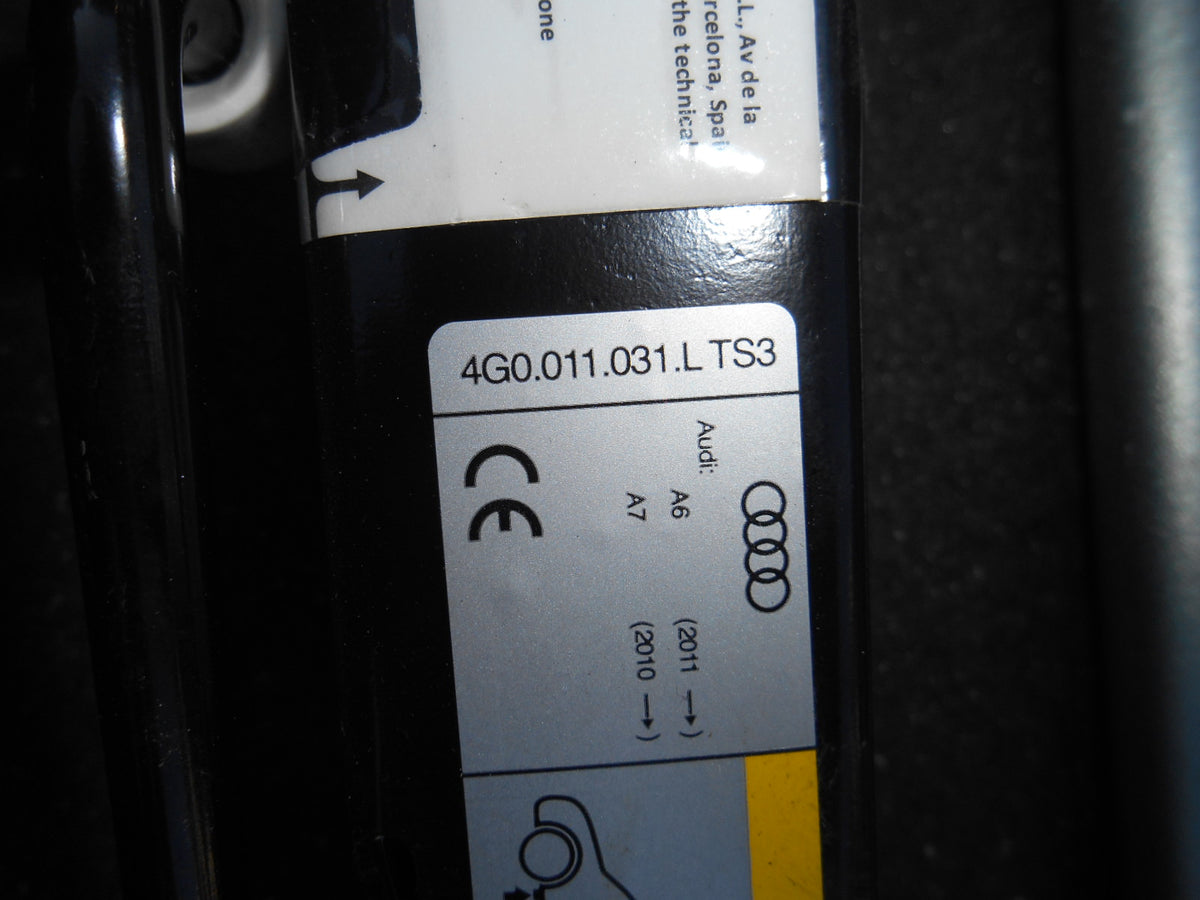 .L., Av de la
rcelona, Spai
the technical
one
4G0.011.031.L TS3
Audi:
A6 (2011 → )
A7 (2010 → )
CE